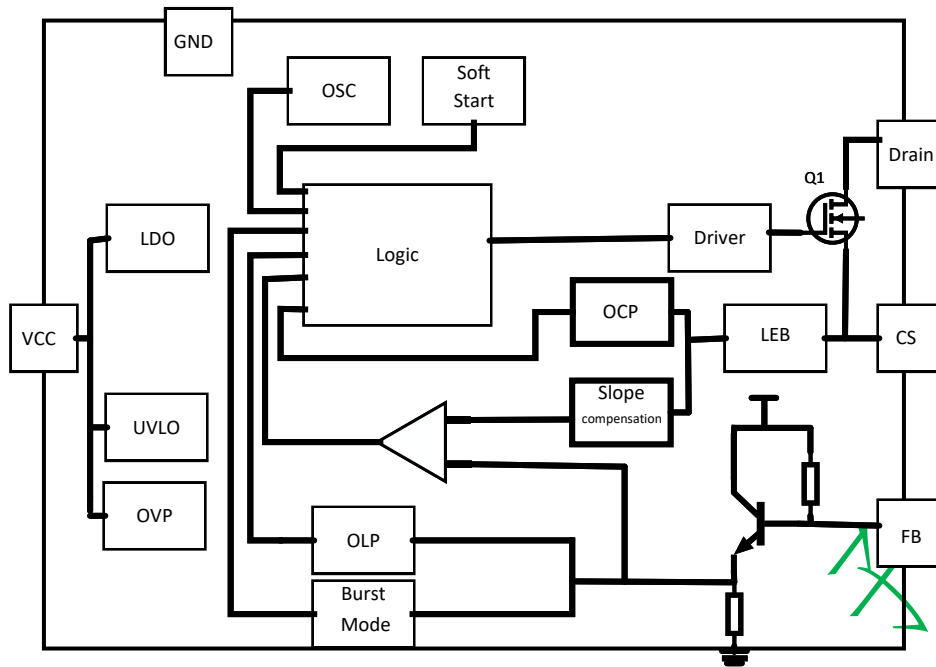 GND
OSC
Soft
Start
Drain
Q1
LDO
Logic
Driver
VCC
OCP
LEB
CS
Slope
compensation
UVLO
OVP
OLP
FB
Burst
Mode